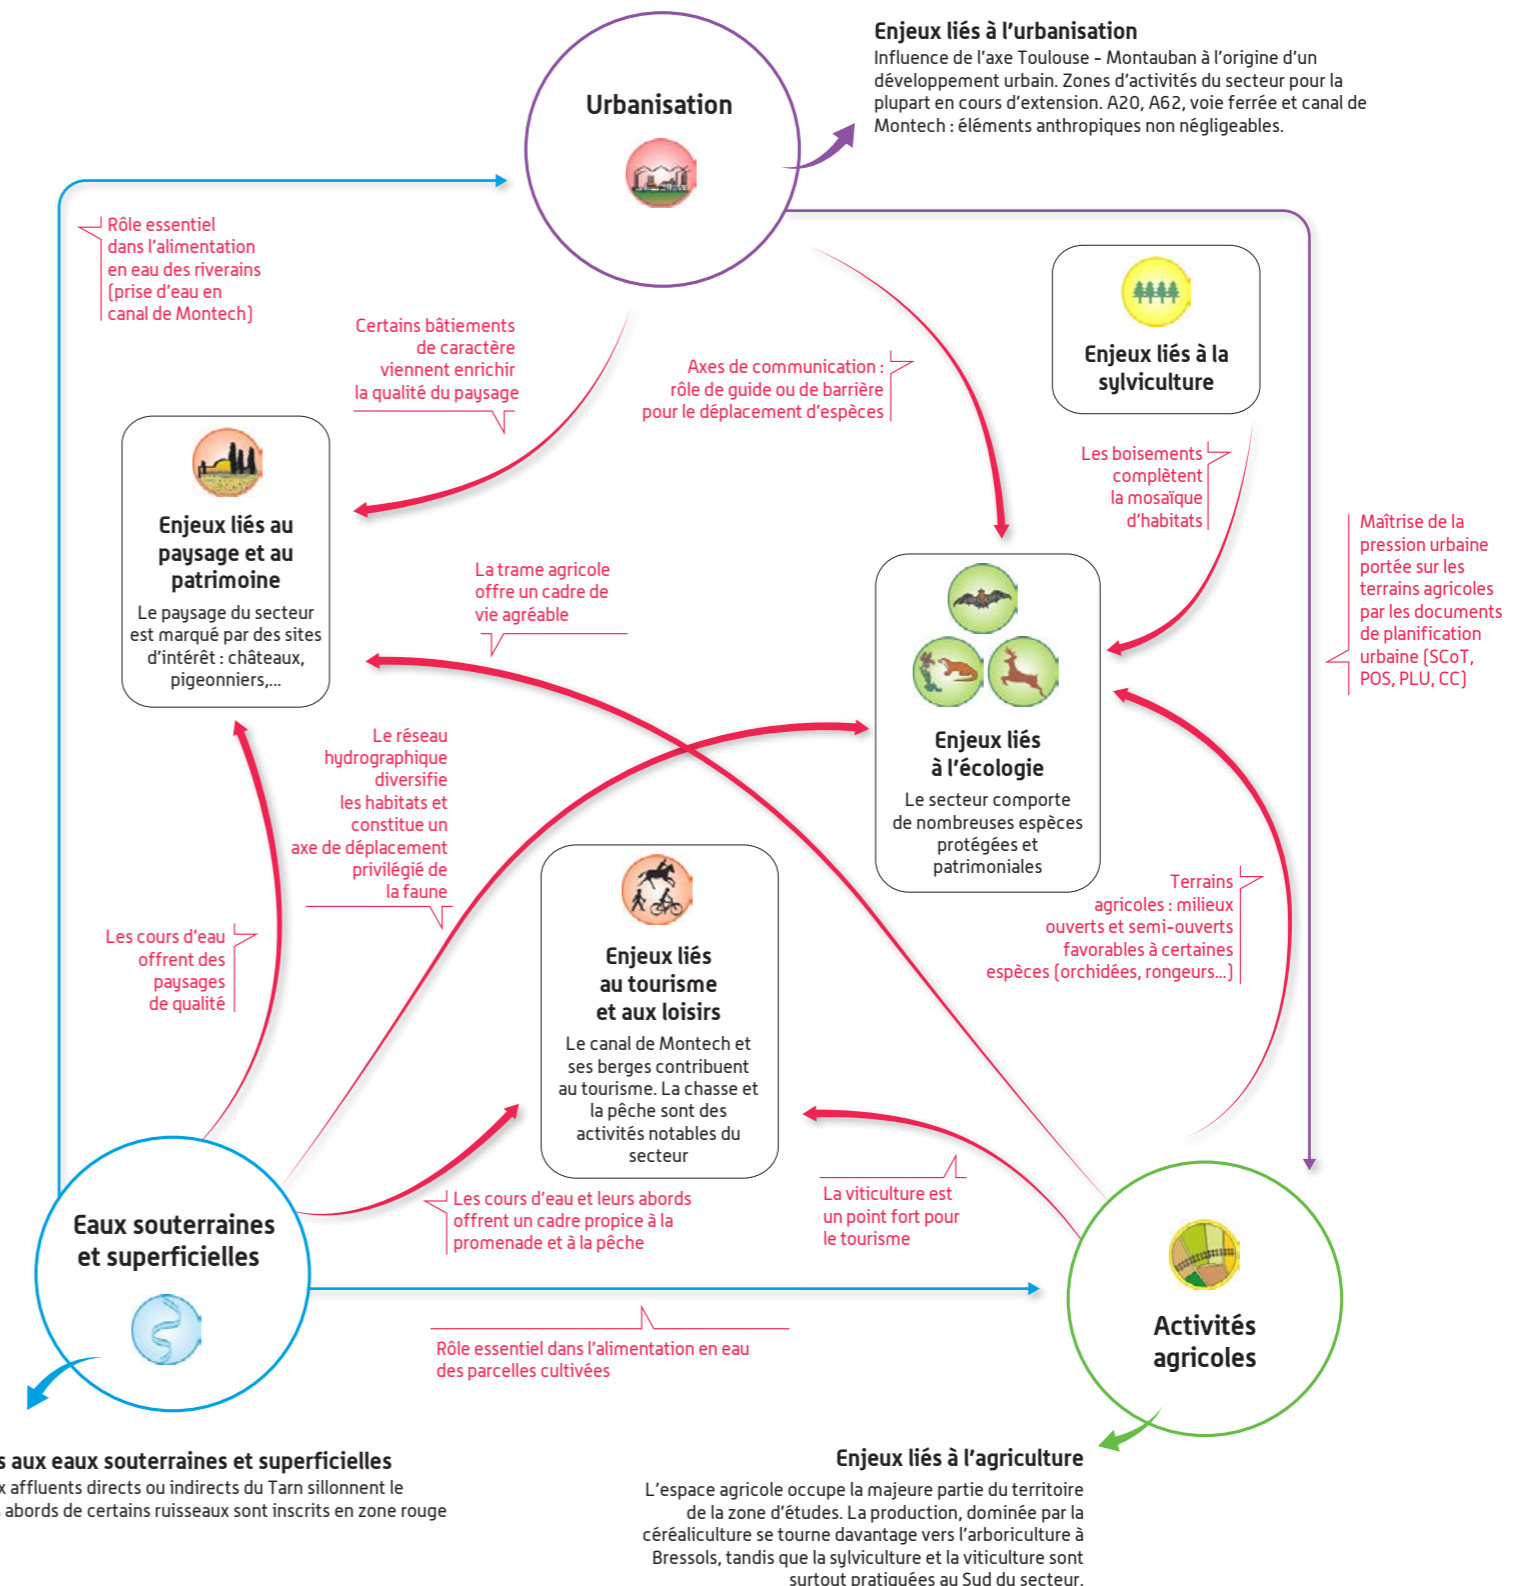 Enjeux liés à l'urbanisation
Influence de l'axe Toulouse - Montauban à l'origine d'un
développement urbain. Zones d'activités du secteur pour la
plupart en cours d'extension. A20, A62, voie ferrée et canal de
Montech : éléments anthropiques non négligeables.
Urbanisation
Rôle essentiel
dans l'alimentation
en eau des riverains
(prise d'eau en
canal de Montech)
Certains bâtiements
de caractère
viennent enrichir
la qualité du paysage
Axes de communication :
rôle de guide ou de barrière
pour le déplacement d'espèces
Enjeux liés à la
sylviculture
Les boisements
complètent
la mosaïque
d'habitats
Maîtrise de la
pression urbaine
portée sur les
terrains agricoles
par les documents
de planification
urbaine (SCoT,
POS, PLU, CC)
Enjeux liés au
paysage et au
patrimoine
Le paysage du secteur
est marqué par des sites
d'intérêt : châteaux,
pigeonniers,...
La trame agricole
offre un cadre de
vie agréable
Le réseau
hydrographique
diversifie
les habitats et
constitue un
axe de déplacement
privilégié de
la faune
Enjeux liés
à l'écologie
Le secteur comporte
de nombreuses espèces
protégées et
patrimoniales
Terrains
agricoles : milieux
ouverts et semi-ouverts
favorables à certaines
espèces (orchidées, rongeurs...)
Les cours d'eau
offrent des
paysages
de qualité
Enjeux liés
au tourisme
et aux loisirs
Le canal de Montech et
ses berges contribuent
au tourisme. La chasse et
la pêche sont des
activités notables du
secteur
Les cours d'eau et leurs abords
offrent un cadre propice à la
promenade et à la pêche
La viticulture est
un point fort pour
le tourisme
Eaux souterraines
et superficielles
Rôle essentiel dans l'alimentation en eau
des parcelles cultivées
Activités
agricoles
s aux eaux souterraines et superficielles
x affluents directs ou indirects du Tarn sillonnent le
s abords de certains ruisseaux sont inscrits en zone rouge
Enjeux liés à l'agriculture
L'espace agricole occupe la majeure partie du territoire
de la zone d'études. La production, dominée par la
céréaliculture se tourne davantage vers l'arboriculture à
Bressols, tandis que la sylviculture et la viticulture sont
surtout pratiquées au Sud du secteur.